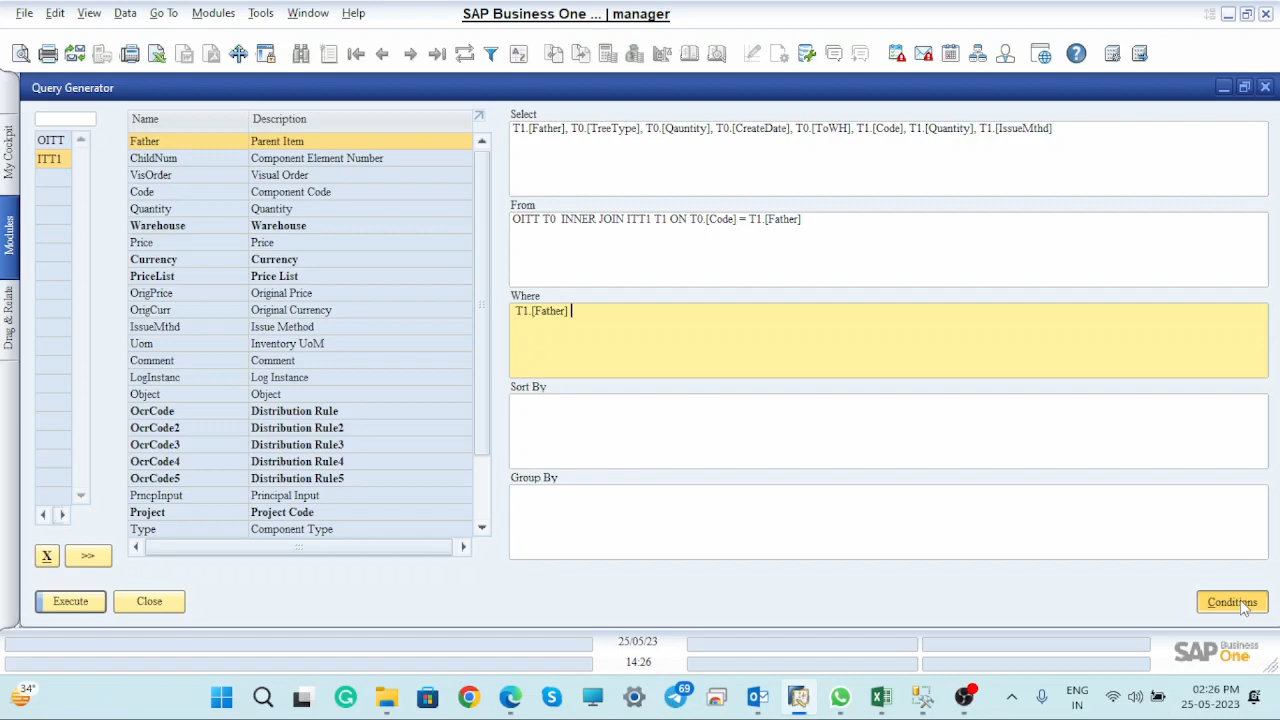 File Edit View Data Go To Modules Tools Window Help
SAP Business One ... | manager
Query Generator
My Cockpit
Modules
Drag & Relate
OITT
ITT1
Name Description
Father Parent Item
ChildNum Component Element Number
VisOrder Visual Order
Code Component Code
Quantity Quantity
Warehouse Warehouse
Price Price
Currency Currency
PriceList Price List
OrigPrice Original Price
OrigCurr Original Currency
IssueMthd Issue Method
Uom Inventory UoM
Comment Comment
LogInstanc Log Instance
Object Object
OcrCode Distribution Rule
OcrCode2 Distribution Rule2
OcrCode3 Distribution Rule3
OcrCode4 Distribution Rule4
OcrCode5 Distribution Rule5
PrncpInput Principal Input
Project Project Code
Type Component Type
X >>
Execute Close
Select
T1.[Father], T0.[TreeType], T0.[Qauntity], T0.[CreateDate], T0.[ToWH], T1.[Code], T1.[Quantity], T1.[IssueMthd]
From
OITT T0 INNER JOIN ITT1 T1 ON T0.[Code] = T1.[Father]
Where
T1.[Father]
Sort By
Group By
Conditions
25/05/23
14:26
SAP Business One
34°
69
ENG
IN
02:26 PM
25-05-2023